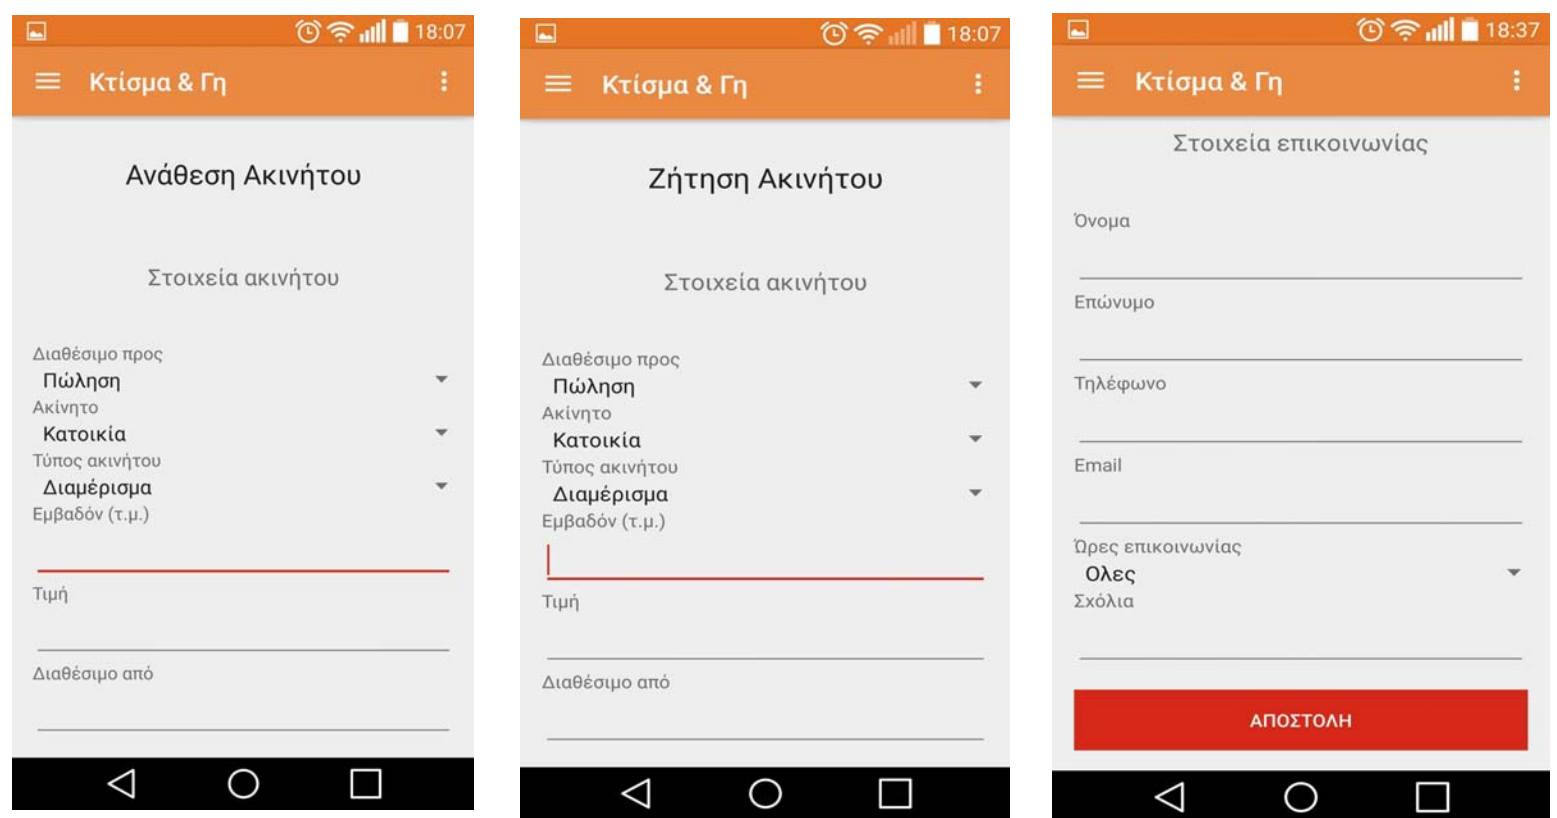 18:07
Κτίσμα & Γη
Ανάθεση Ακινήτου
Στοιχεία ακινήτου
Διαθέσιμο προς
Πώληση
Ακίνητο
Κατοικία
Τύπος ακινήτου
Διαμέρισμα
Εμβαδόν (τ.μ.)
Τιμή
Διαθέσιμο από
18:07
Κτίσμα & Γη
Ζήτηση Ακινήτου
Στοιχεία ακινήτου
Διαθέσιμο προς
Πώληση
Ακίνητο
Κατοικία
Τύπος ακινήτου
Διαμέρισμα
Εμβαδόν (τ.μ.)
Τιμή
Διαθέσιμο από
18:37
Κτίσμα & Γη
Στοιχεία επικοινωνίας
Όνομα
Επώνυμο
Τηλέφωνο
Email
Ώρες επικοινωνίας
Ολες
Σχόλια
ΑΠΟΣΤΟΛΗ